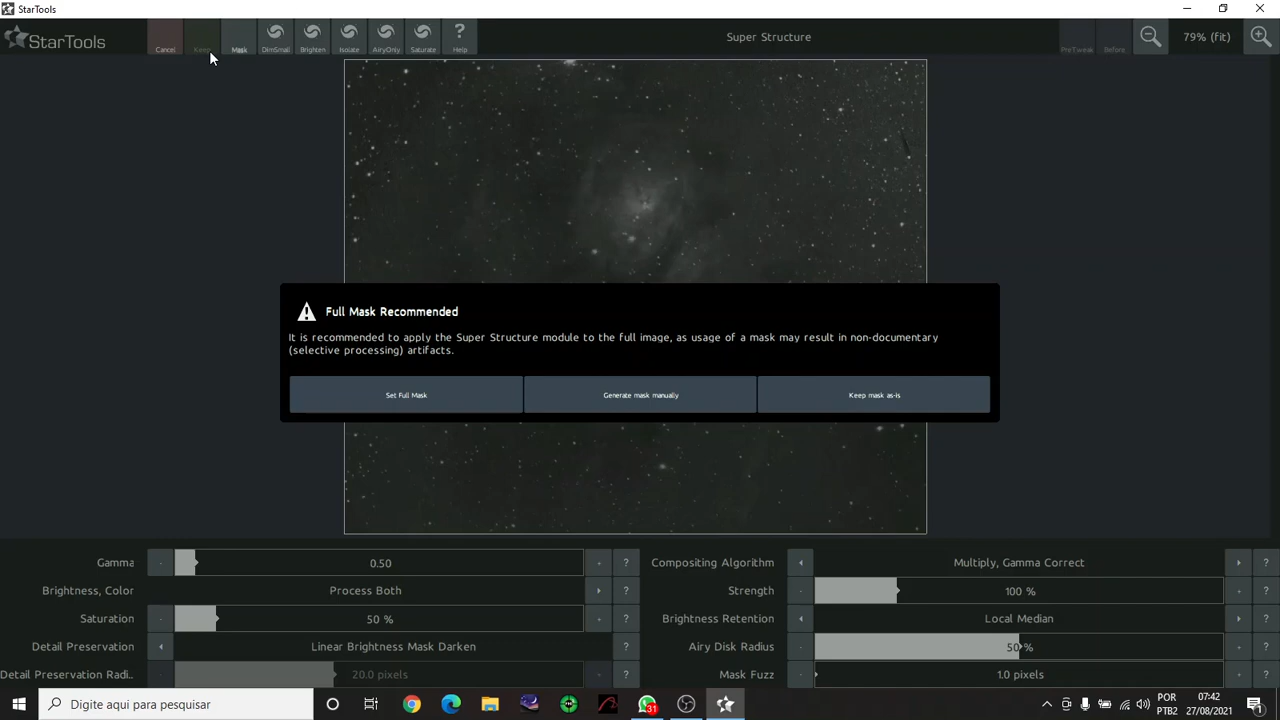 StarTools
StarTools
Cancel
Keep
Mask
DimSmall
Brighten
Isolate
AiryOnly
Saturate
? Help
Super Structure
PreTweak
Before
79% (fit)
Full Mask Recommended
It is recommended to apply the Super Structure module to the full image, as usage of a mask may result in non-documentary
(selective processing) artifacts.
Set Full Mask
Generate mask manually
Keep mask as-is
Gamma - 0.50 + ?
Compositing Algorithm Multiply, Gamma Correct ?
Brightness, Color Process Both ?
Strength - 100 % + ?
Saturation - 50 % + ?
Brightness Retention Local Median ?
Detail Preservation Linear Brightness Mask Darken ?
Airy Disk Radius - 50 % + ?
Detail Preservation Radi.. - 20.0 pixels + ?
Mask Fuzz 1.0 pixels + ?
Digite aqui para pesquisar
31
POR
PTB2
07:42
27/08/2021
1